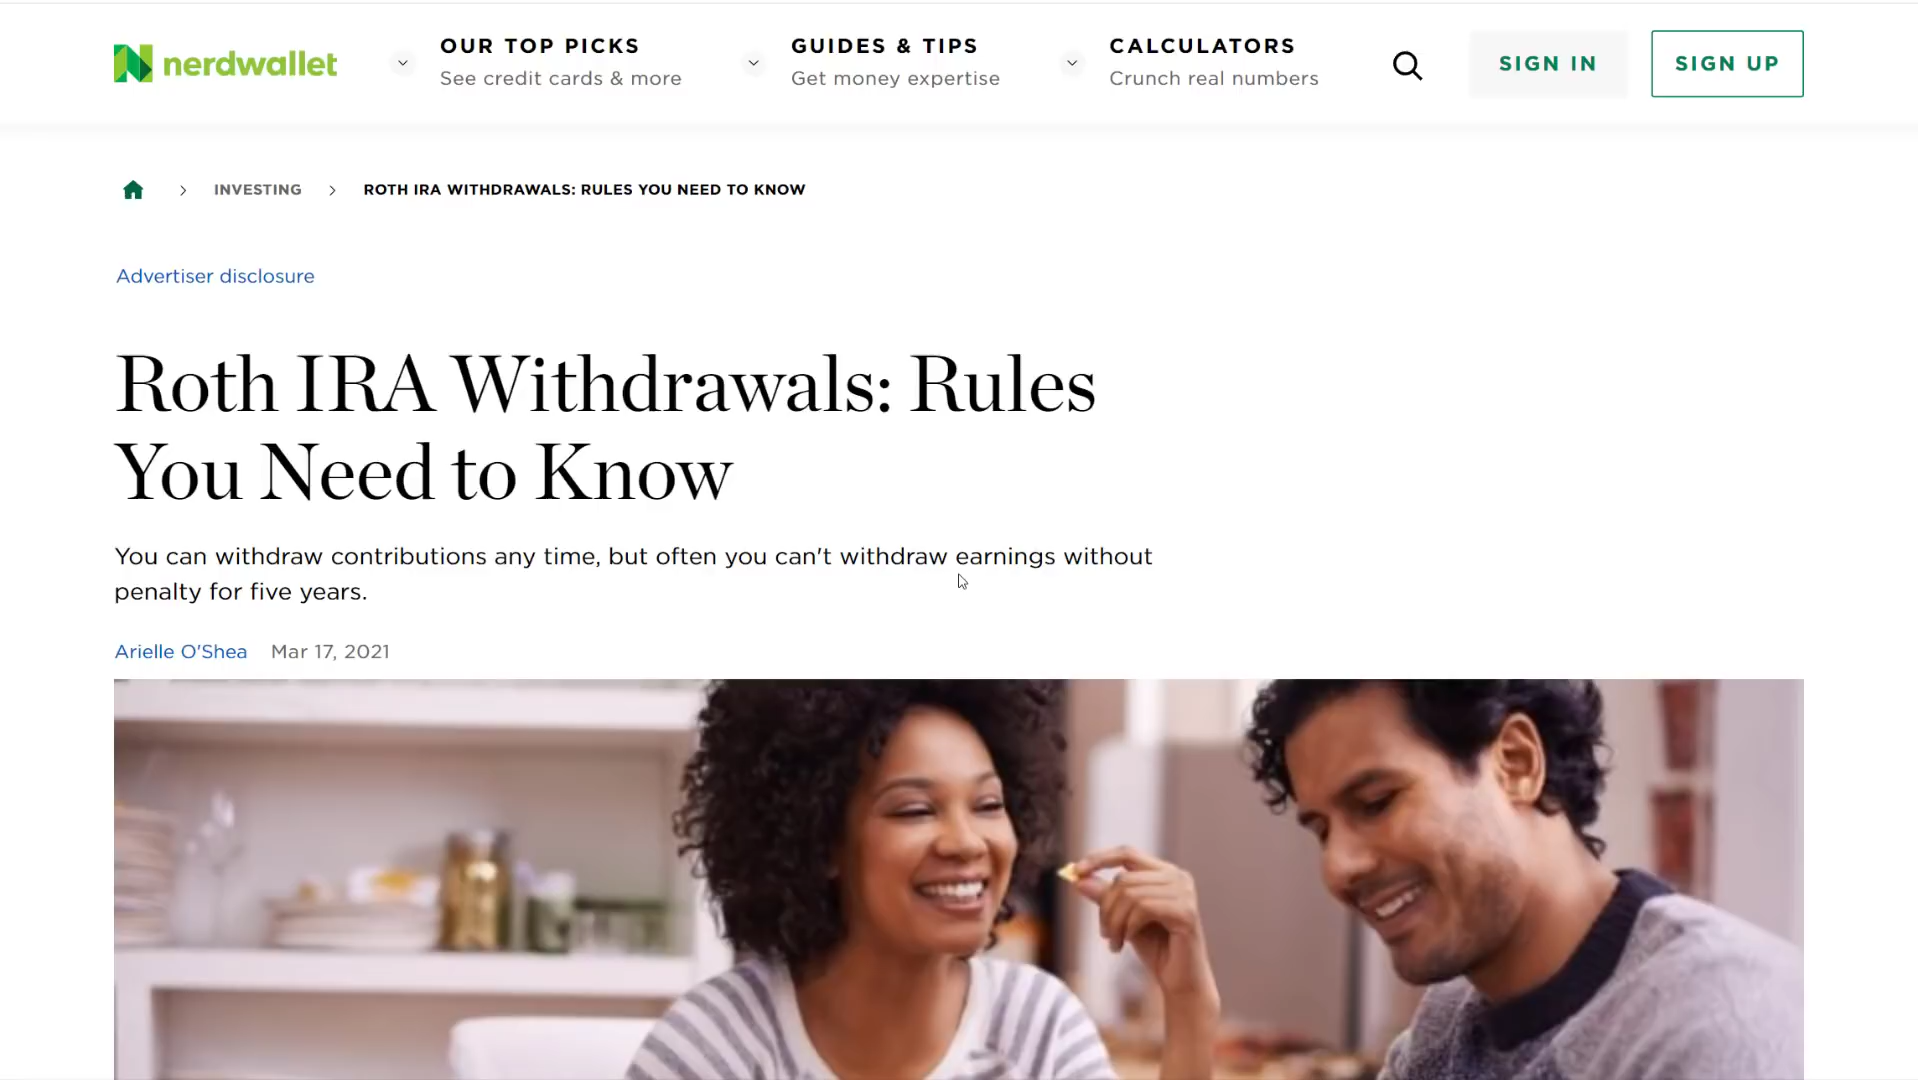 nerdwallet
OUR TOP PICKS
See credit cards & more
GUIDES & TIPS
Get money expertise
CALCULATORS
Crunch real numbers
SIGN IN
SIGN UP
INVESTING
ROTH IRA WITHDRAWALS: RULES YOU NEED TO KNOW
Advertiser disclosure
Roth IRA Withdrawals: Rules
You Need to Know
You can withdraw contributions any time, but often you can't withdraw earnings without
penalty for five years.
Arielle O'Shea Mar 17, 2021